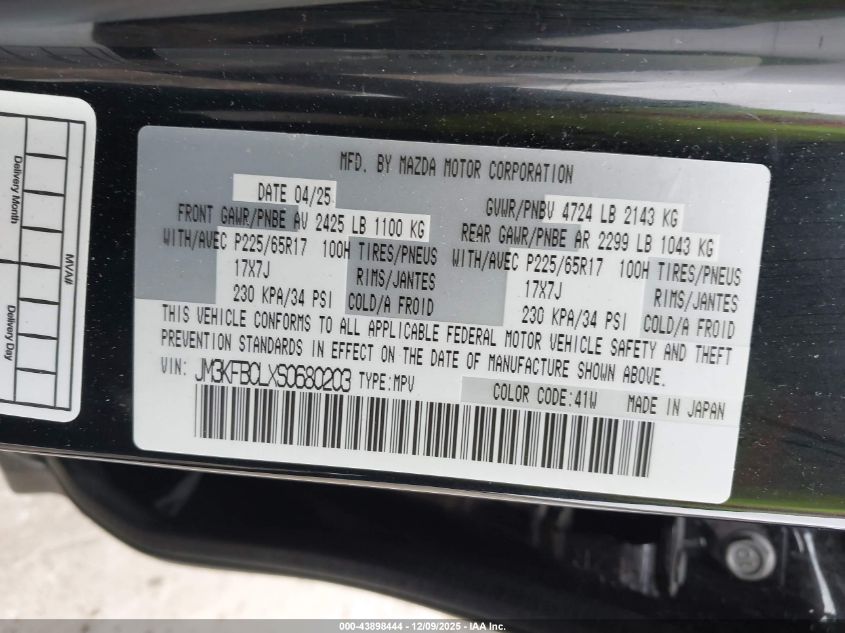 MFD. BY MAZDA MOTOR CORPORATION
DATE 04/25
GVWR/PNBV 4724 LB 2143 KG
FRONT GAWR/PNBE AV 2425 LB 1100 KG
REAR GAWR/PNBE AR 2299 LB 1043 KG
WITH/AVEC P225/65R17 100H TIRES/PNEUS
WITH/AVEC P225/65R17 100H TIRES/PNEUS
17X7J RIMS/JANTES
17X7J RIMS/JANTES
230 KPA/34 PSI COLD/A FROID
230 KPA/34 PSI COLD/A FROID
THIS VEHICLE CONFORMS TO ALL APPLICABLE FEDERAL MOTOR VEHICLE SAFETY AND THEFT
PREVENTION STANDARDS IN EFFECT ON THE DATE OF MANUFACTURE SHOWN ABOVE.
VIN: JM3KFBCLXS0680203 TYPE:MPV
COLOR CODE:41W MADE IN JAPAN
MVA#
Delivery Month
Delivery Day
000-43898444 - 12/09/2025 - IAA Inc.